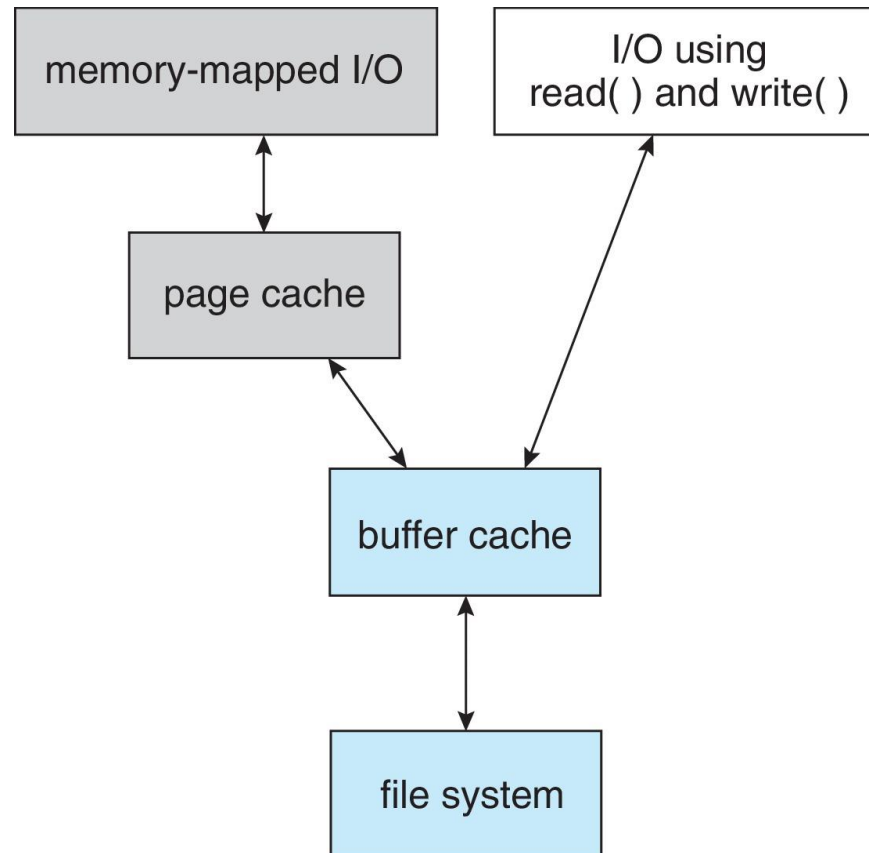 memory-mapped I/O
I/O using
read( ) and write( )
page cache
buffer cache
file system